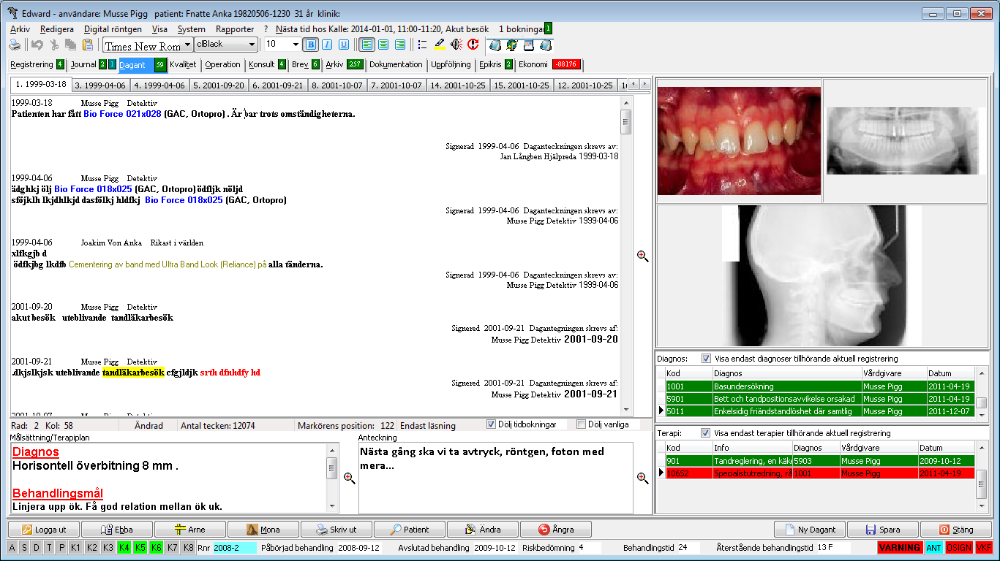 Edward - användare: Musse Pigg patient: Fnatte Anka 19820506-1230 31 år klinik:
Arkiv Redigera Digital röntgen Visa System Rapporter ? Nästa tid hos Kalle: 2014-01-01, 11:00-11:20, Akut besök 1 bokningar 1
Times New Rom clBlack 10 B I U
Registrering 4 Journal 2 1 Dagant 59 Kvalitet Operation Konsult 4 Brev 6 Arkiv 257 Dokumentation Uppföljning Epikris 2 Ekonomi -88176
1. 1999-03-18 3. 1999-04-06 4. 1999-04-06 5. 2001-09-20 6. 2001-09-21 8. 2001-10-07 7. 2001-10-07 14. 2001-10-25 15. 2001-10-25 12. 2001-10-25
1999-03-18 Musse Pigg Detektiv
Patienten har fått Bio Force 021x028 (GAC, Ortopro) . Är bar trots omständigheterna.
Signerad 1999-04-06 Daganteckningen skrevs av:
Jan Långben Hjälpreda 1999-03-18
1999-04-06 Musse Pigg Detektiv
ädghkj ölj Bio Force 018x025 (GAC, Ortopro) ödfljk nöljd
sföjklh lkjdhlkjd dasfölkj hldfkj Bio Force 018x025 (GAC, Ortopro)
Signerad 1999-04-06 Daganteckningen skrevs av:
Musse Pigg Detektiv 1999-04-06
1999-04-06 Joakim Von Anka Rikast i världen
xlfkgjb d
ödfkjbg lkdfb Cementering av band med Ultra Band Look (Reliance) på alla tänderna.
Signerad 1999-04-06 Daganteckningen skrevs av:
Musse Pigg Detektiv 1999-04-06
2001-09-20 Musse Pigg Detektiv
akut besök uteblivande tandläkarbesök
Signered 2001-09-21 Dagantegningen skrevs af:
Musse Pigg Detektiv 2001-09-20
2001-09-21 Musse Pigg Detektiv
.dkjslkjsk uteblivande tandläkarbesök cfgjldjk srth dfnhdfy hd
Signerad 2001-09-21 Dagantegningen skrevs af:
Musse Pigg Detektiv 2001-09-21
2001-10-07 Musse Pigg Detektiv
Rad: 2 Kol: 58 Ändrad Antal tecken: 12074 Markörens position: 122 Endast läsning Dölj tidbokningar Dölj vanliga
Målsättning/Terapiplan
Diagnos
Horisontell överbitning 8 mm .
Behandlingsmål
Linjera upp ök. Få god relation mellan ök uk.
Anteckning
Nästa gång ska vi ta avtryck, röntgen, foton med
mera...
Diagnos: Visa endast diagnoser tillhörande aktuell registrering
Kod Diagnos Vårdgivare Datum
1001 Basundersökning Musse Pigg 2011-04-19
5901 Bett och tandpositionsavvikelse orsakad Musse Pigg 2011-04-19
5011 Enkelsidig friändstandlöshet där samtlig Musse Pigg 2011-12-07
Terapi: Visa endast terapier tillhörande aktuell registrering
Kod Info Diagnos Vårdgivare Datum
901 Tandreglering, en käke 5903 Musse Pigg 2009-10-12
10652 Specialistutredning, rå 1001 Musse Pigg 2011-04-19
Logga ut Ebba Arne Mona Skriv ut Patient Ändra Ångra Ny Dagant Spara Stäng
A S D T P K1 K2 K3 K4 K5 K6 K7 K8 Rnr 2008-2 Påbörjad behandling 2008-09-12 Avslutad behandling 2009-10-12 Riskbedömning 4 Behandlingstid 24 Återstående behandlingstid 13 F VARNING ANT OSIGN VKF